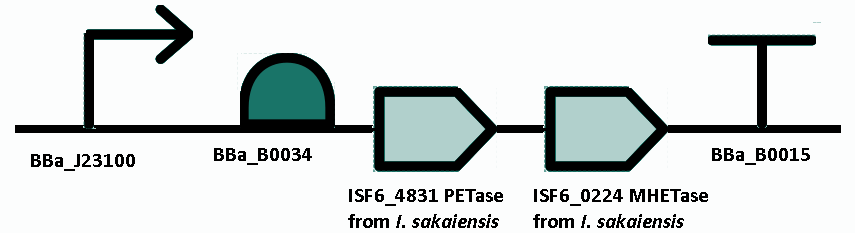 BBa_J23100
BBa_B0034
BBa_B0015
ISF6_4831 PETase
from I. sakaiensis
ISF6_0224 MHETase
from I. sakaiensis